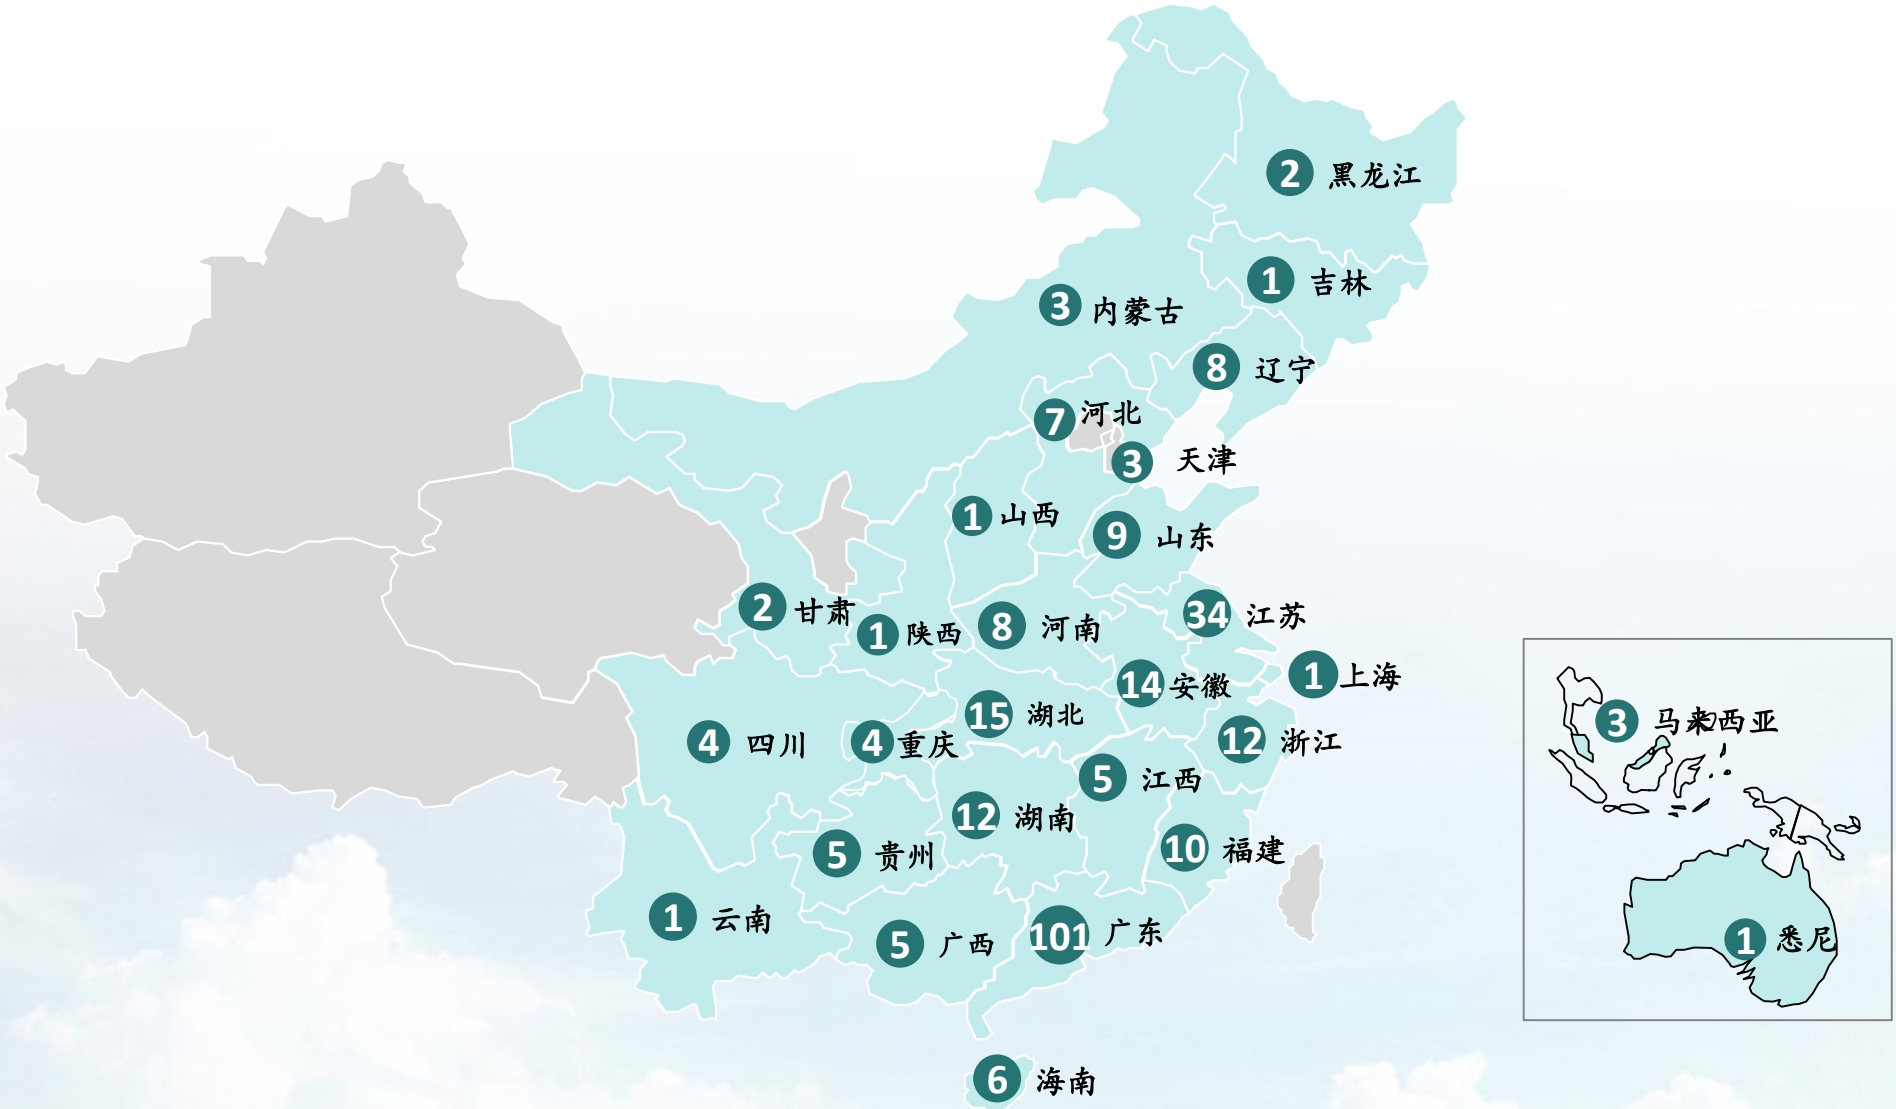 2 黑龙江
1 吉林
3 内蒙古
8 辽宁
7 河北
3 天津
1 山西
9 山东
2 甘肃
1 陕西
8 河南
34 江苏
14 安徽
1 上海
15 湖北
4 四川
4 重庆
12 浙江
5 江西
12 湖南
5 贵州
10 福建
1 云南
5 广西
101 广东
6 海南
3 马来西亚
1 悉尼